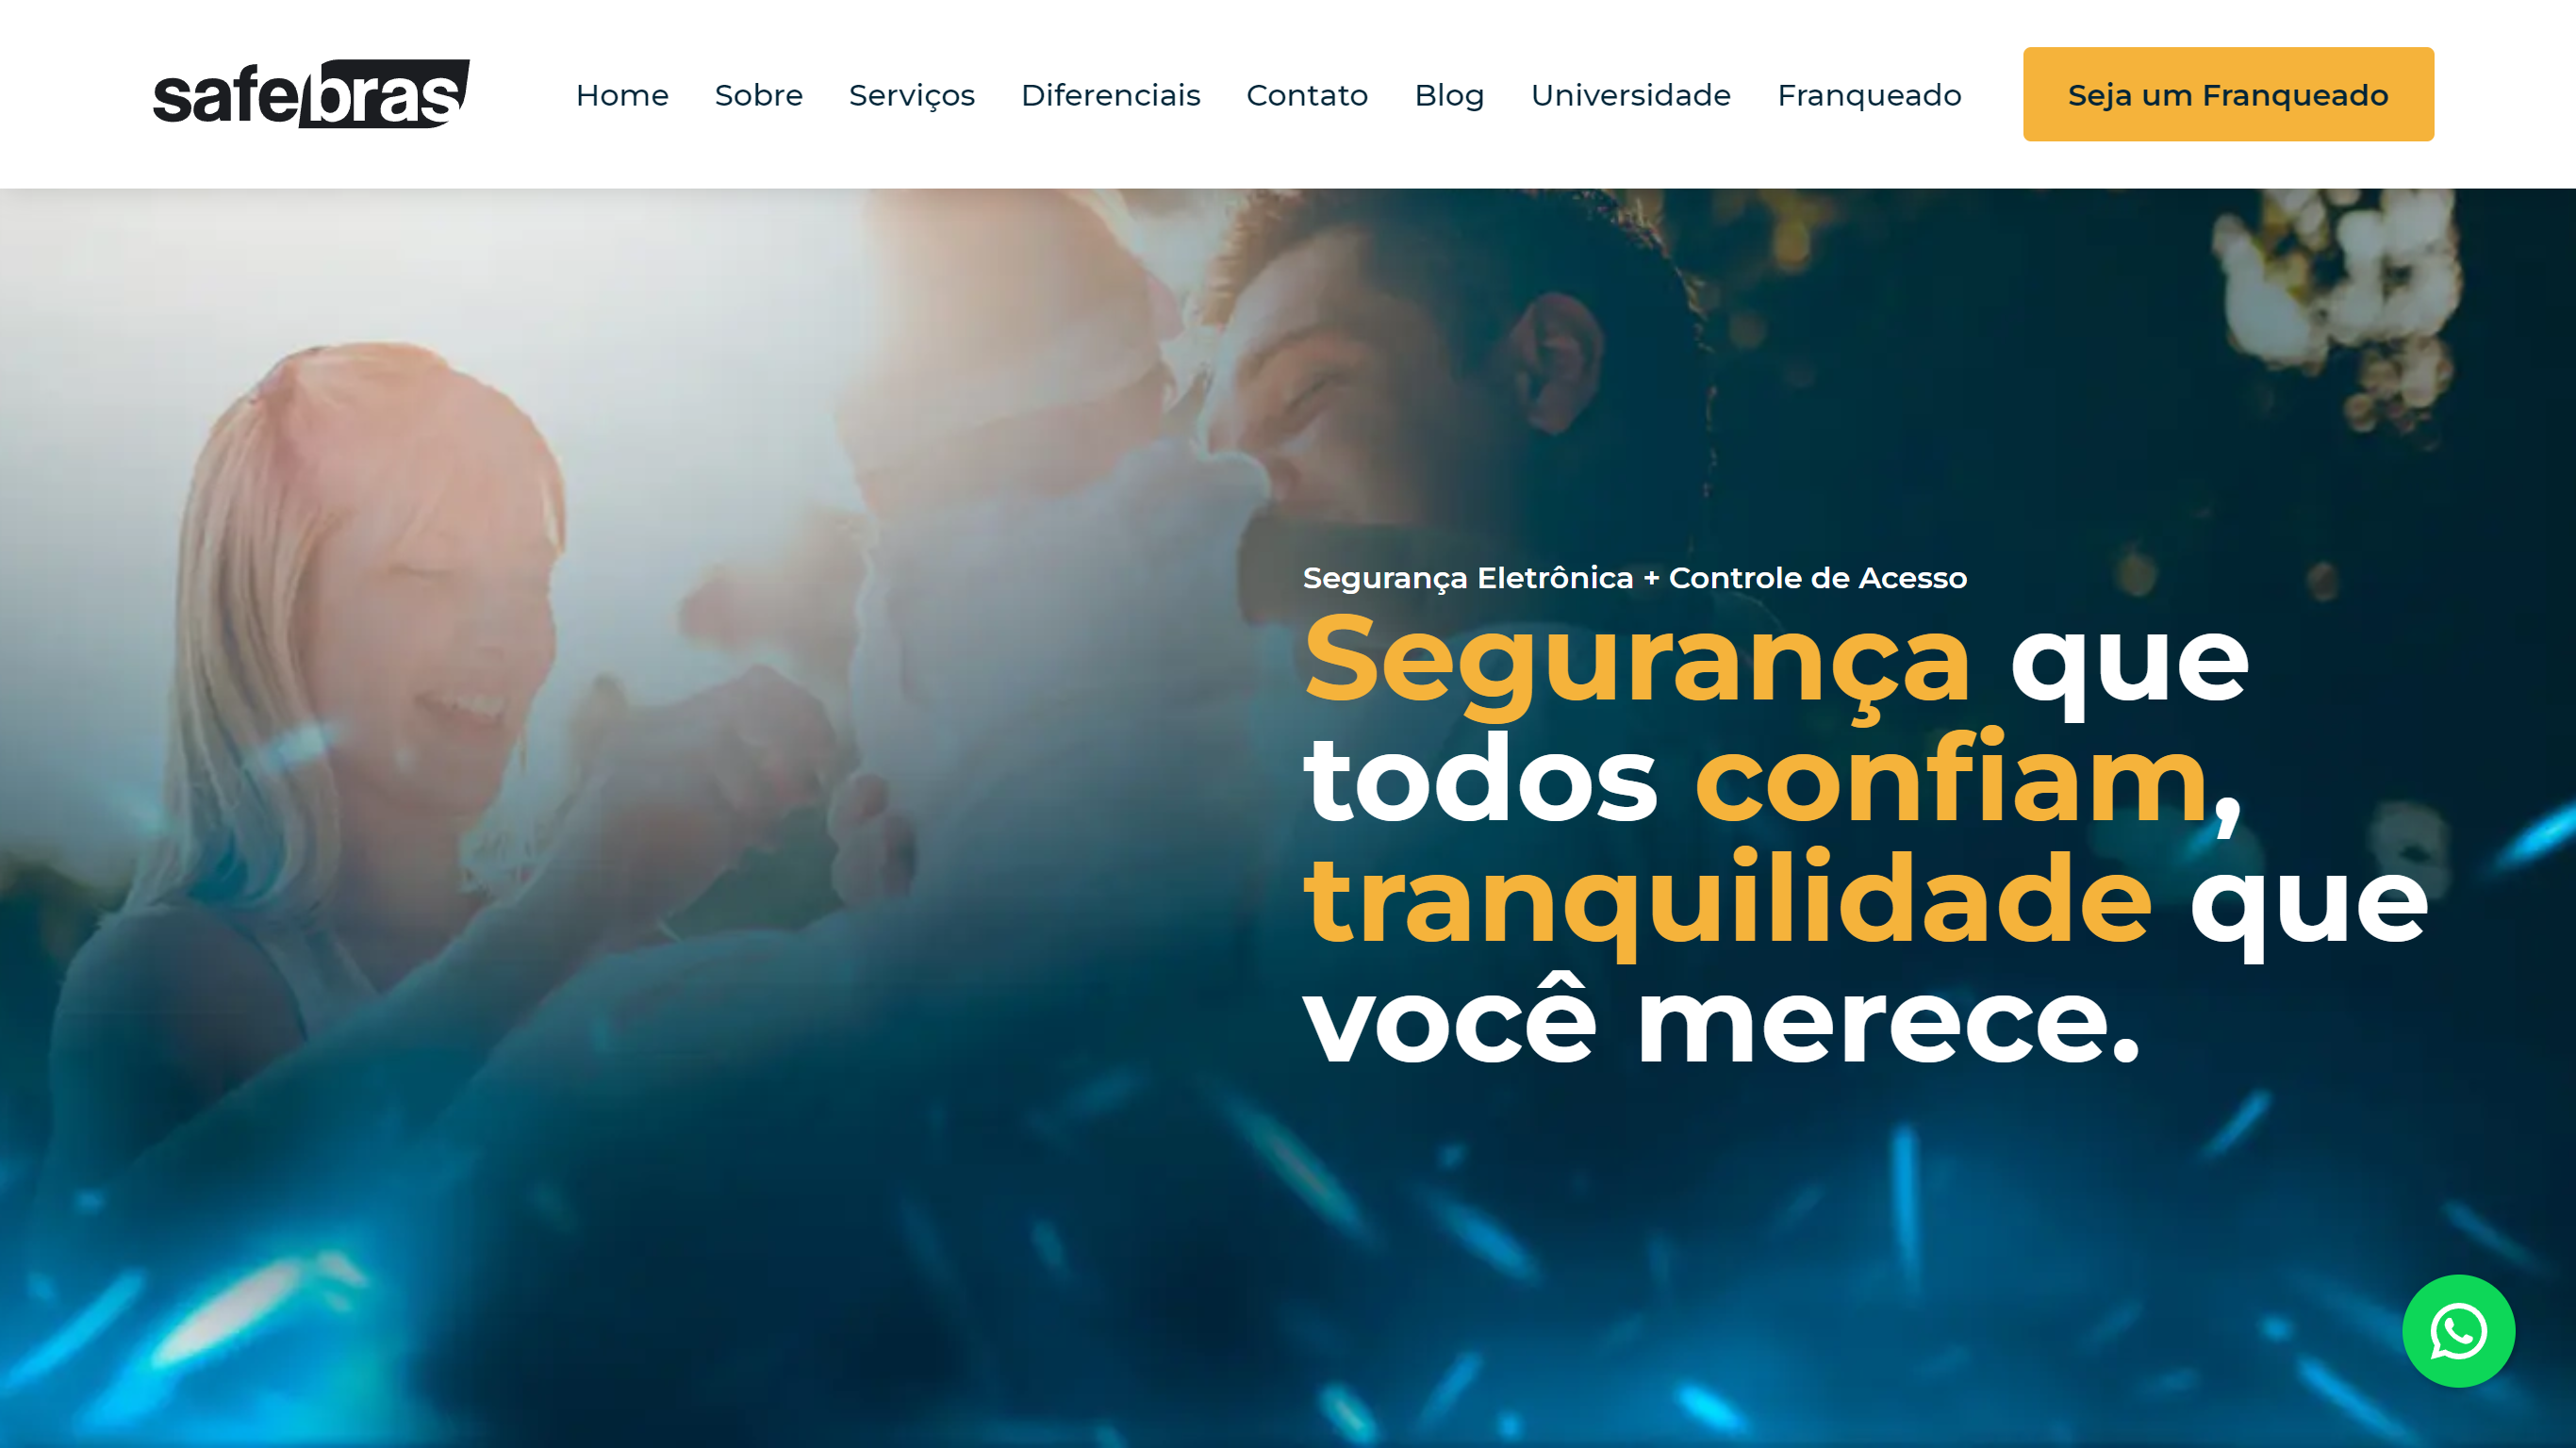 safebras
Home
Sobre
Serviços
Diferenciais
Contato
Blog
Universidade
Franqueado
Seja um Franqueado
Segurança Eletrônica + Controle de Acesso
Segurança que
todos confiam,
tranquilidade que
você merece.